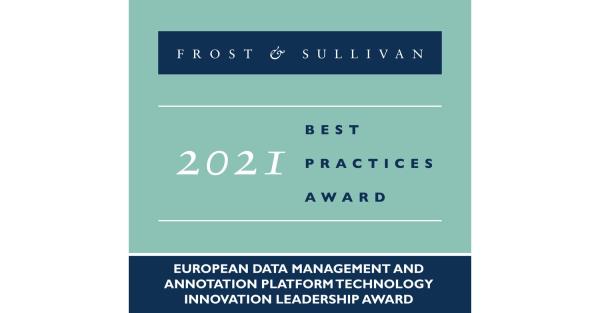 FROST & SULLIVAN
2021
BEST
PRACTICES
AWARD
EUROPEAN DATA MANAGEMENT AND
ANNOTATION PLATFORM TECHNOLOGY
INNOVATION LEADERSHIP AWARD